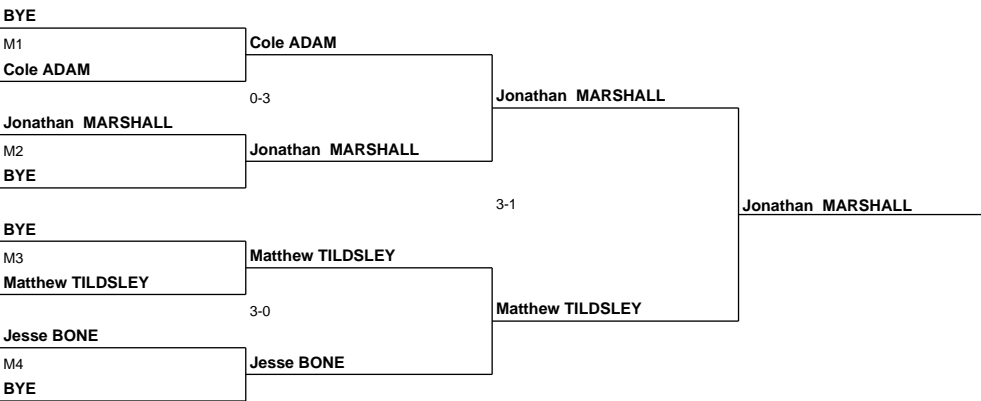 BYE
M1
Cole ADAM
Cole ADAM
0-3
Jonathan MARSHALL
Jonathan MARSHALL
M2
Jonathan MARSHALL
BYE
3-1
Jonathan MARSHALL
BYE
M3
Matthew TILDSLEY
Matthew TILDSLEY
3-0
Matthew TILDSLEY
Jesse BONE
M4
Jesse BONE
BYE